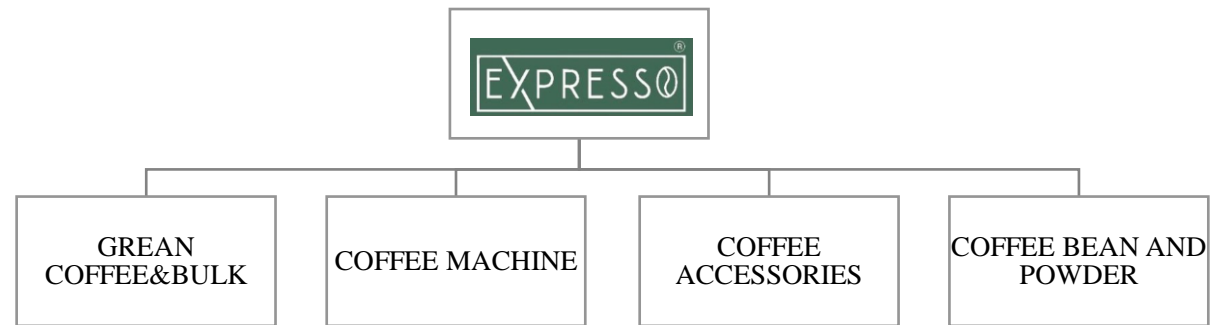 ®
EXPRESSO
GREAN
COFFEE&BULK
COFFEE MACHINE
COFFEE
ACCESSORIES
COFFEE BEAN AND
POWDER